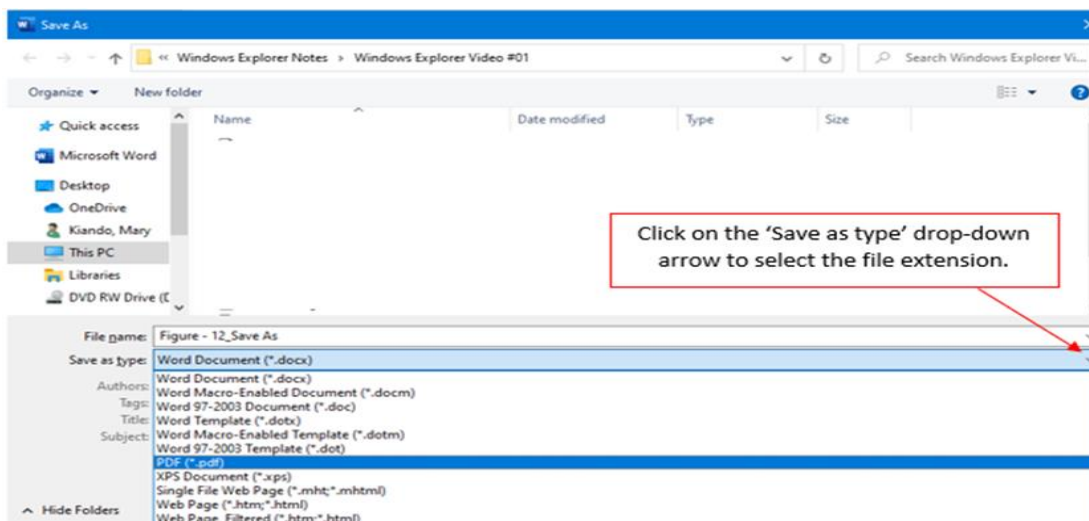 Save As
« Windows Explorer Notes › Windows Explorer Video #01
Search Windows Explorer Vi...
Organize
New folder
Name
Date modified
Type
Size
Quick access
Microsoft Word
Desktop
OneDrive
Kiando, Mary
This PC
Libraries
DVD RW Drive (D
Click on the ‘Save as type’ drop-down
arrow to select the file extension.
File name: Figure - 12_Save As
Save as type: Word Document (*.docx)
Word Document (*.docx)
Authors:
Word Macro-Enabled Document (*.docm)
Tags:
Word 97-2003 Document (*.doc)
Title:
Word Template (*.dotx)
Subject:
Word Macro-Enabled Template (*.dotm)
Word 97-2003 Template (*.dot)
PDF (*.pdf)
XPS Document (*.xps)
Single File Web Page (*.mht;*.mhtml)
Web Page (*.htm;*.html)
Hide Folders
Web Page, Filtered (*.htm;*.html)